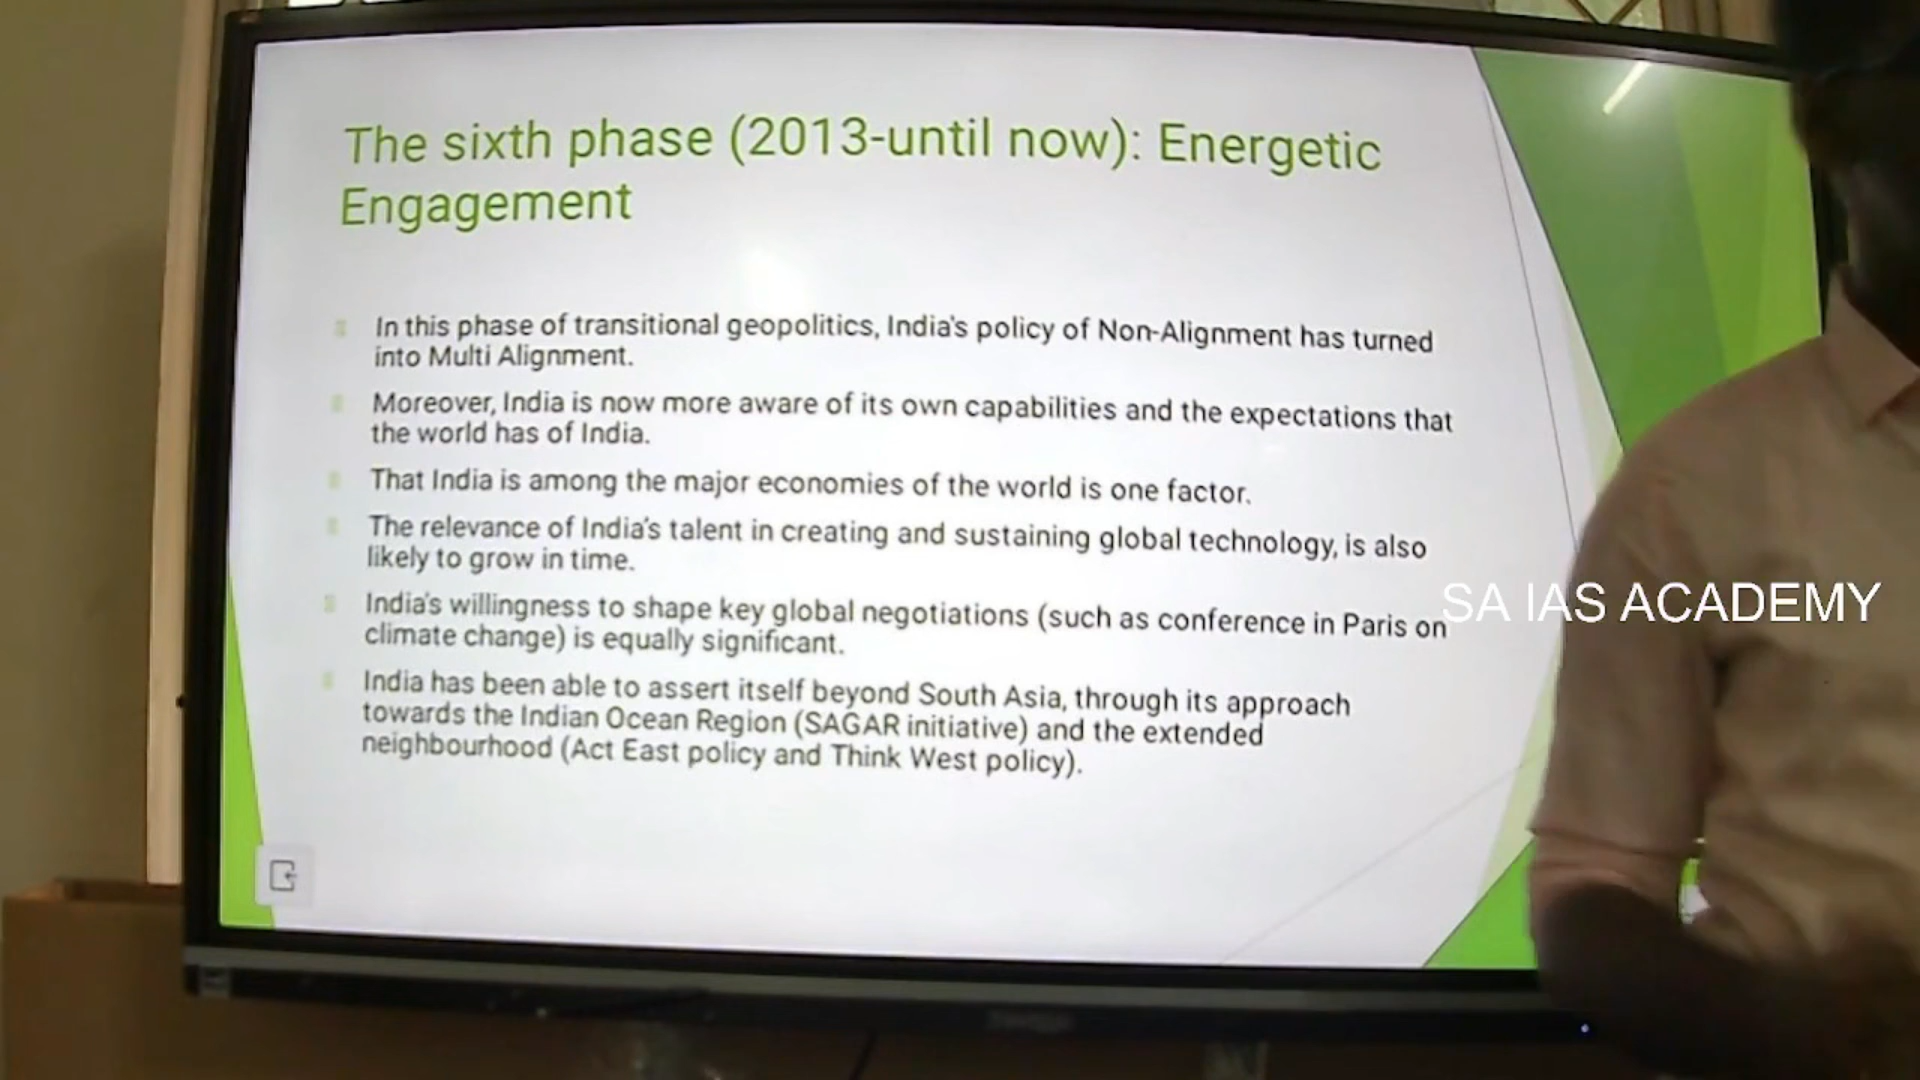 The sixth phase (2013-until now): Energetic
Engagement
In this phase of transitional geopolitics, India's policy of Non-Alignment has turned
into Multi Alignment.
Moreover, India is now more aware of its own capabilities and the expectations that
the world has of India.
That India is among the major economies of the world is one factor.
The relevance of India's talent in creating and sustaining global technology, is also
likely to grow in time.
India's willingness to shape key global negotiations (such as conference in Paris on
climate change) is equally significant.
India has been able to assert itself beyond South Asia, through its approach
towards the Indian Ocean Region (SAGAR initiative) and the extended
neighbourhood (Act East policy and Think West policy).
SA IAS ACADEMY